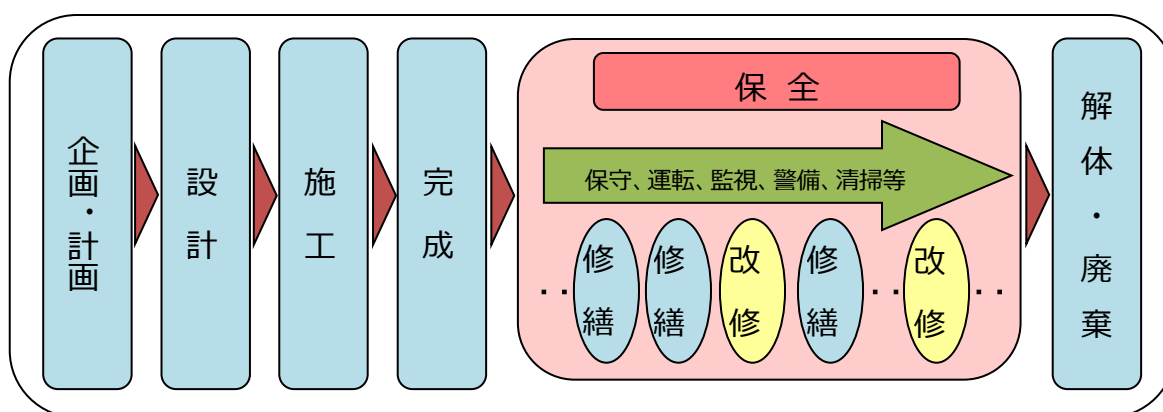 企画・計画
設計
施工
完成
保全
保守、運転、監視、警備、清掃等
‥
修繕
修繕
改修
修繕
‥
改修
‥
解体・廃棄